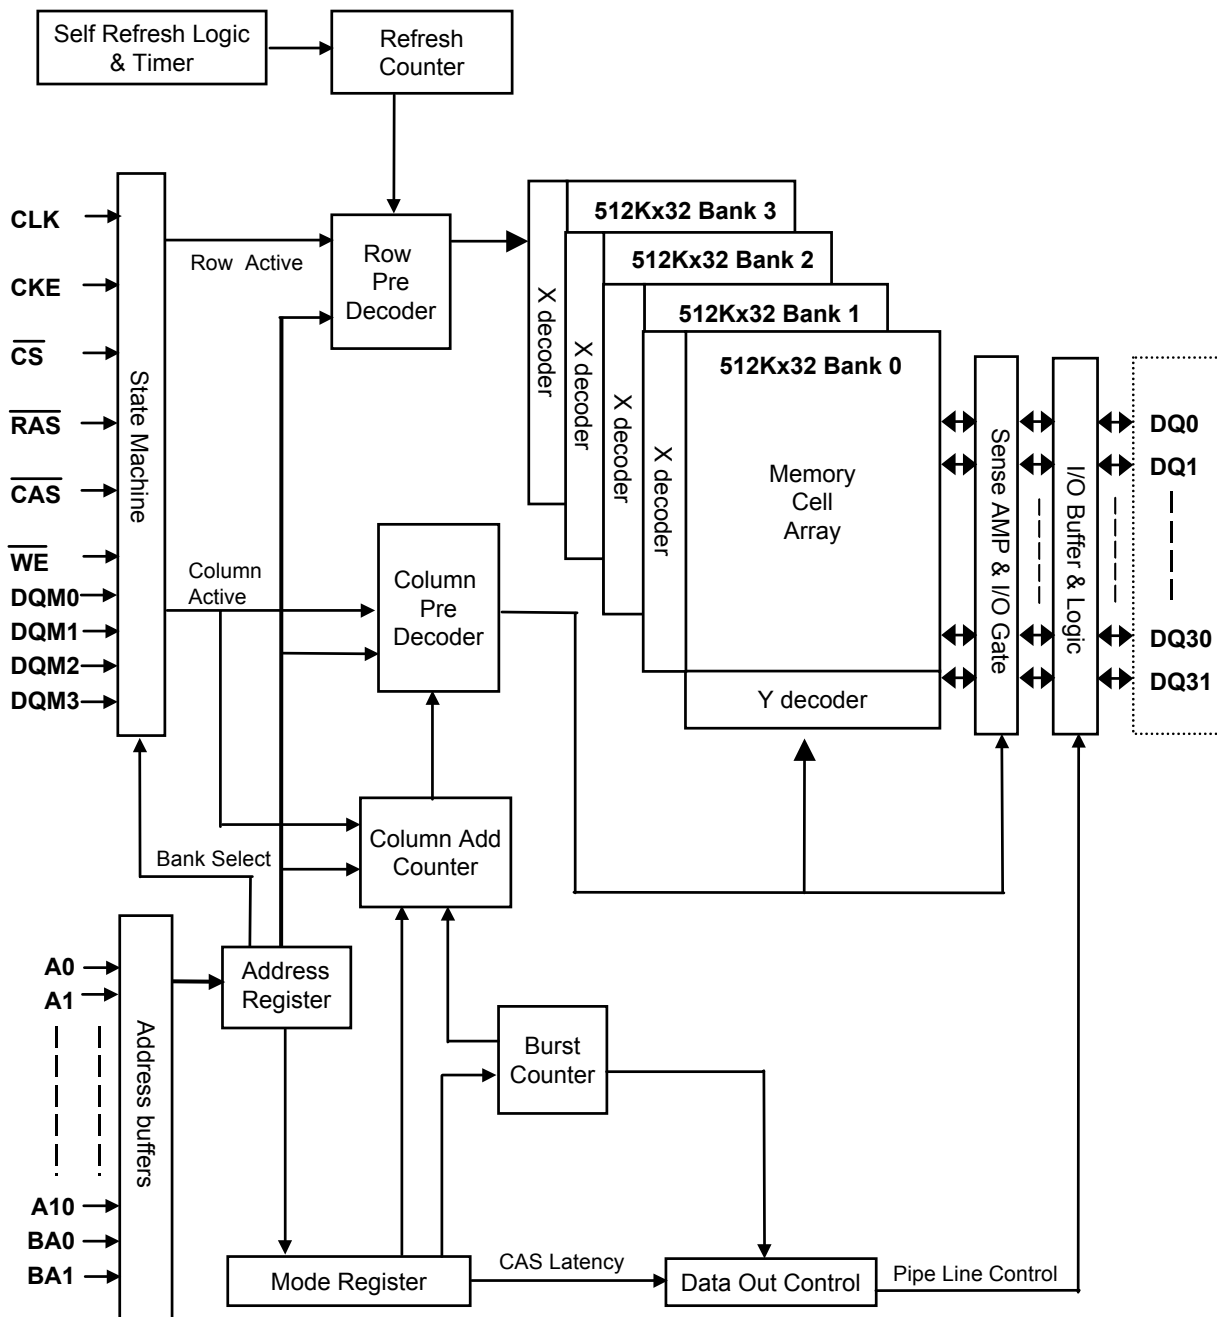 Self Refresh Logic
& Timer
Refresh
Counter
CLK
CKE
CS
RAS
CAS
WE
DQM0
DQM1
DQM2
DQM3
State Machine
Row Active
Row
Pre
Decoder
Column
Active
Column
Pre
Decoder
Bank Select
Column Add
Counter
X decoder
512Kx32 Bank 3
X decoder
512Kx32 Bank 2
X decoder
512Kx32 Bank 1
X decoder
512Kx32 Bank 0
Memory
Cell
Array
Y decoder
Sense AMP & I/O Gate
I/O Buffer & Logic
DQ0
DQ1
DQ30
DQ31
A0
A1
A10
BA0
BA1
Address buffers
Address
Register
Burst
Counter
Mode Register
CAS Latency
Data Out Control
Pipe Line Control